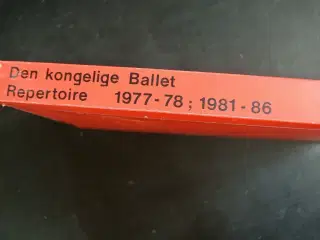 Den kongelige Ballet
Repertoire 1977-78 ; 1981-86